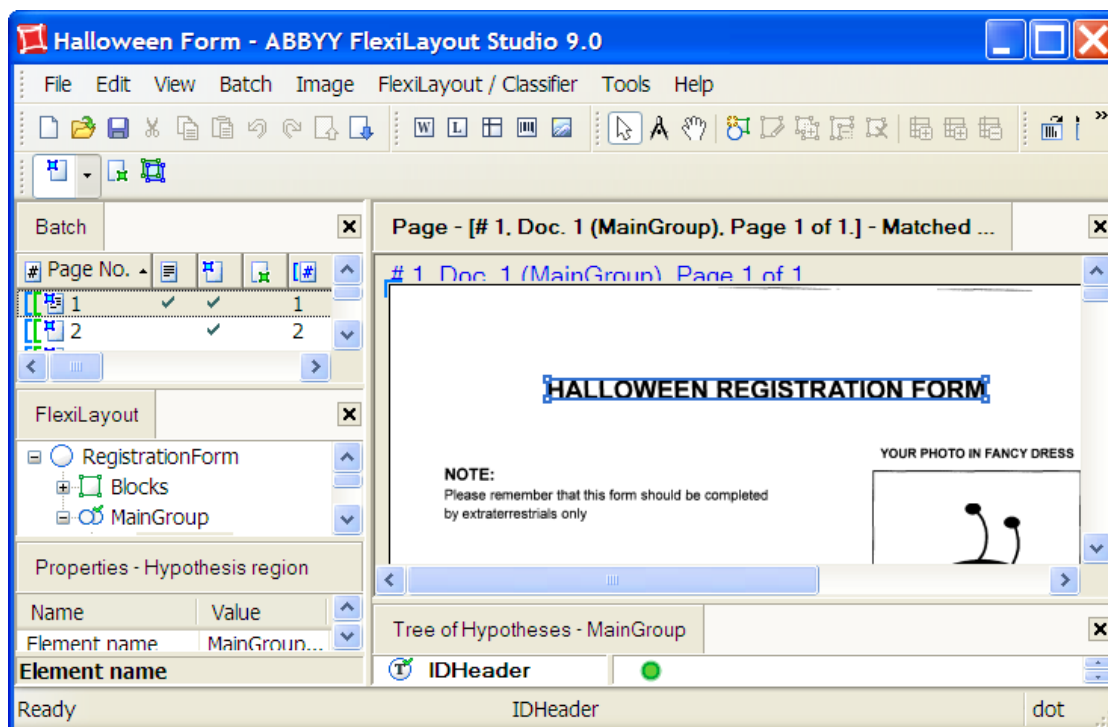 Halloween Form - ABBYY FlexiLayout Studio 9.0
File Edit View Batch Image FlexiLayout / Classifier Tools Help
W L
Batch
# Page No. [#
1 1
2 2
FlexiLayout
RegistrationForm
Blocks
MainGroup
Properties - Hypothesis region
Name Value
Element name MainGroup...
Element name
Page - [# 1, Doc. 1 (MainGroup), Page 1 of 1.] - Matched ...
# 1, Doc. 1 (MainGroup), Page 1 of 1
HALLOWEEN REGISTRATION FORM
YOUR PHOTO IN FANCY DRESS
NOTE:
Please remember that this form should be completed
by extraterrestrials only
Tree of Hypotheses - MainGroup
T IDHeader
Ready IDHeader dot